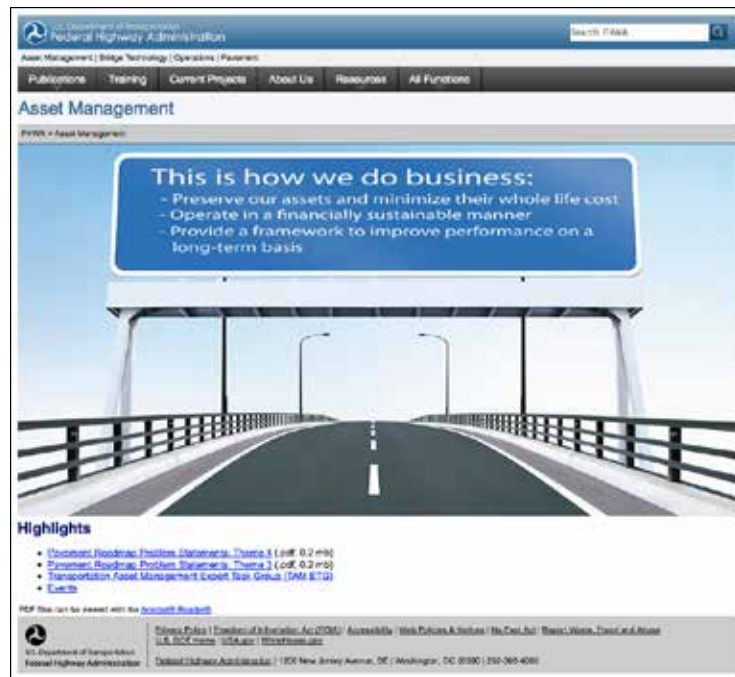 U.S. Department of Transportation
Federal Highway Administration
Search FHWA
Asset Management | Bridge Technology | Operations | Pavement
Publications Training Current Projects About Us Resources All Functions
Asset Management
FHWA > Asset Management
This is how we do business:
- Preserve our assets and minimize their whole life cost
- Operate in a financially sustainable manner
- Provide a framework to improve performance on a
long-term basis
Highlights
• Pavement Roadmap Problem Statements, Theme 4 (.pdf, 0.2 mb)
• Pavement Roadmap Problem Statements, Theme 3 (.pdf, 0.2 mb)
• Transportation Asset Management Expert Task Group (TAM ETG)
• Events
PDF files can be viewed with the Acrobat® Reader®
Privacy Policy | Freedom of Information Act (FOIA) | Accessibility | Web Policies & Notices | No Fear Act | Report Waste, Fraud and Abuse
U.S. DOT Home | USA.gov | WhiteHouse.gov
U.S. Department of Transportation
Federal Highway Administration
Federal Highway Administration | 1200 New Jersey Avenue, SE | Washington, DC 20590 | 202-366-4000